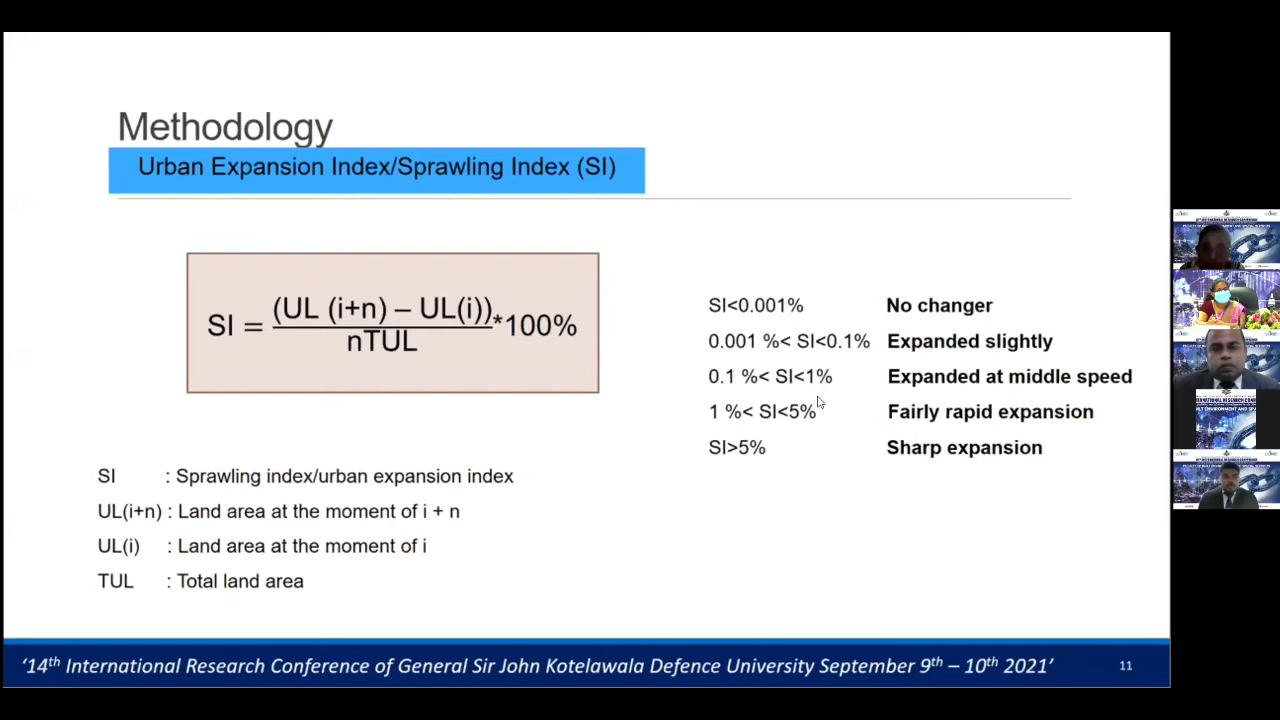 Methodology
Urban Expansion Index/Sprawling Index (SI)
SI = (UL (i+n) – UL(i)) / nTUL *100%
SI<0.001% No changer
0.001 %< SI<0.1% Expanded slightly
0.1 %< SI<1% Expanded at middle speed
1 %< SI<5% Fairly rapid expansion
SI>5% Sharp expansion
SI : Sprawling index/urban expansion index
UL(i+n) : Land area at the moment of i + n
UL(i) : Land area at the moment of i
TUL : Total land area
‘14th International Research Conference of General Sir John Kotelawala Defence University September 9th – 10th 2021’
11